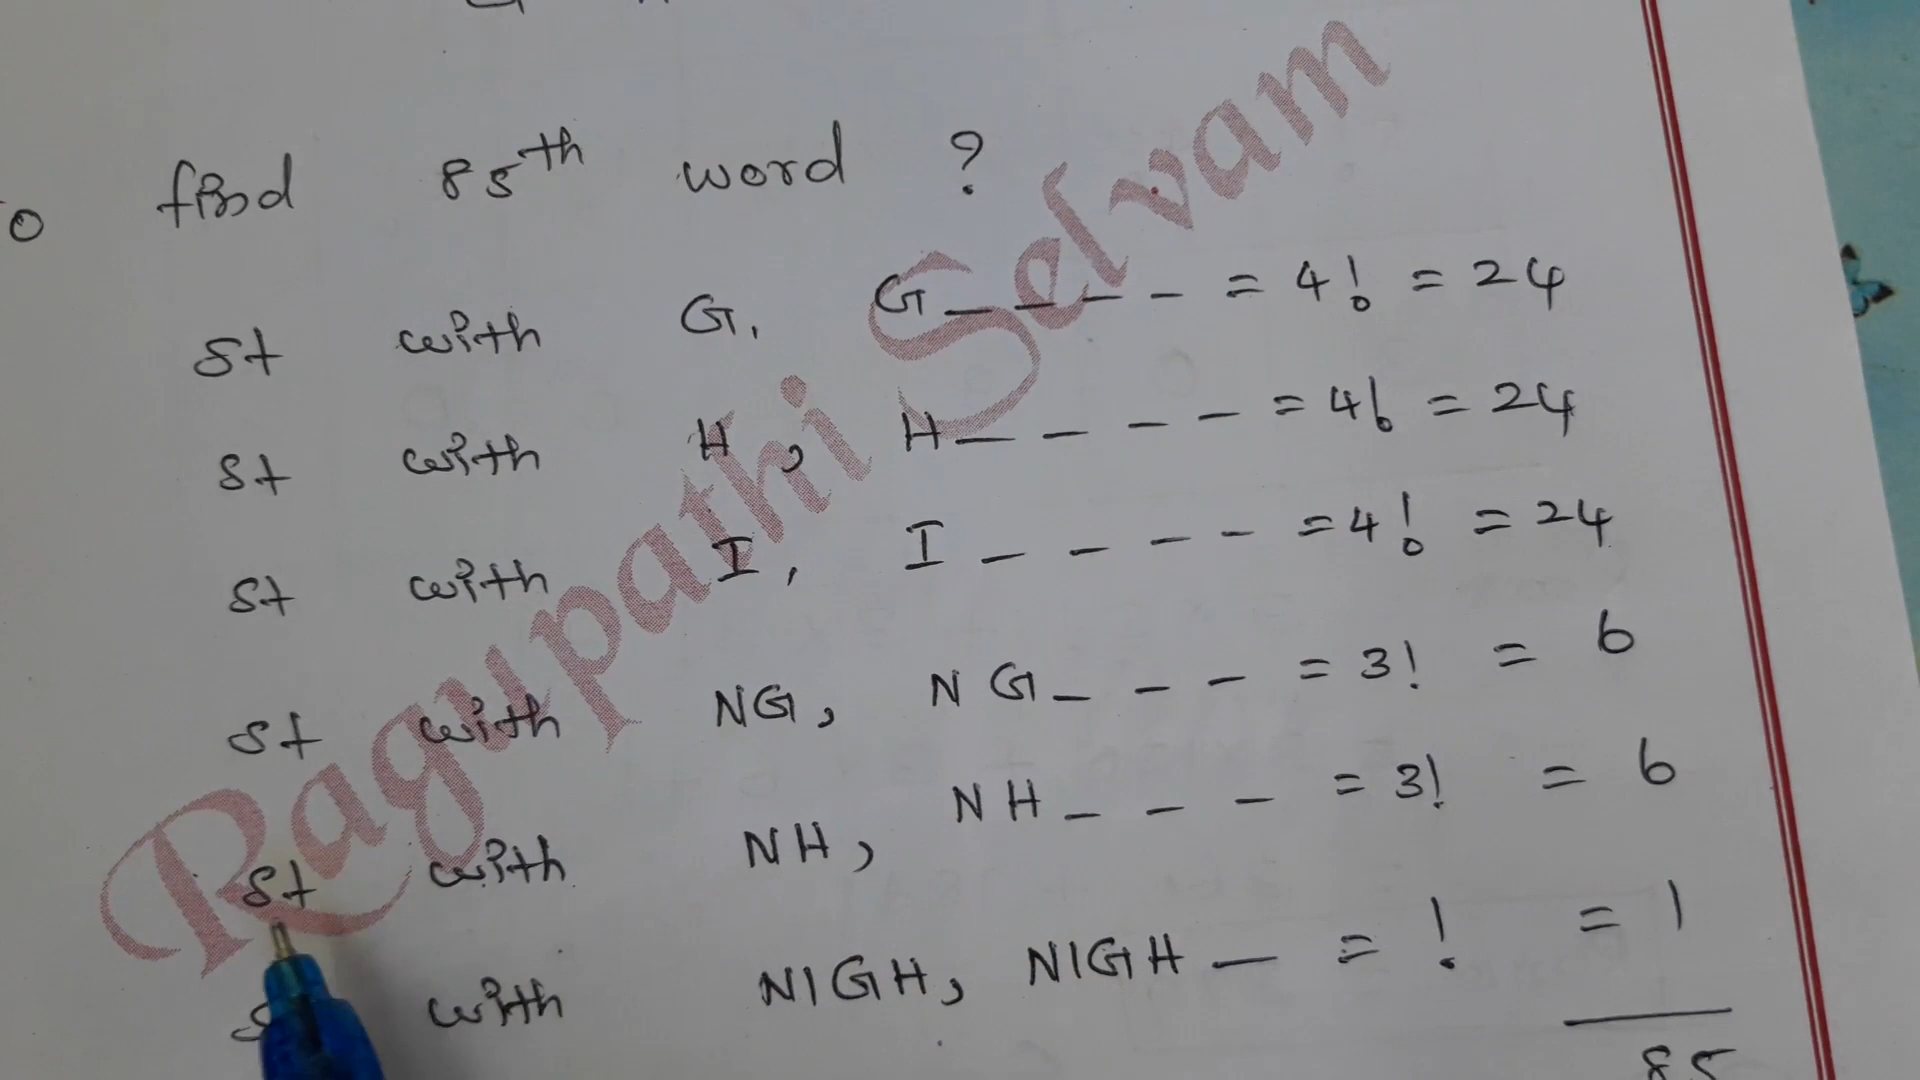 o find 85th word ?
st with G, G _ _ _ _ = 4! = 24
st with H, H _ _ _ _ = 4! = 24
st with I, I _ _ _ _ = 4! = 24
st with NG, NG _ _ _ = 3! = 6
st with NH, NH _ _ _ = 3! = 6
with NIGH, NIGH _ = ! = 1
85
Ragupathi Selvam